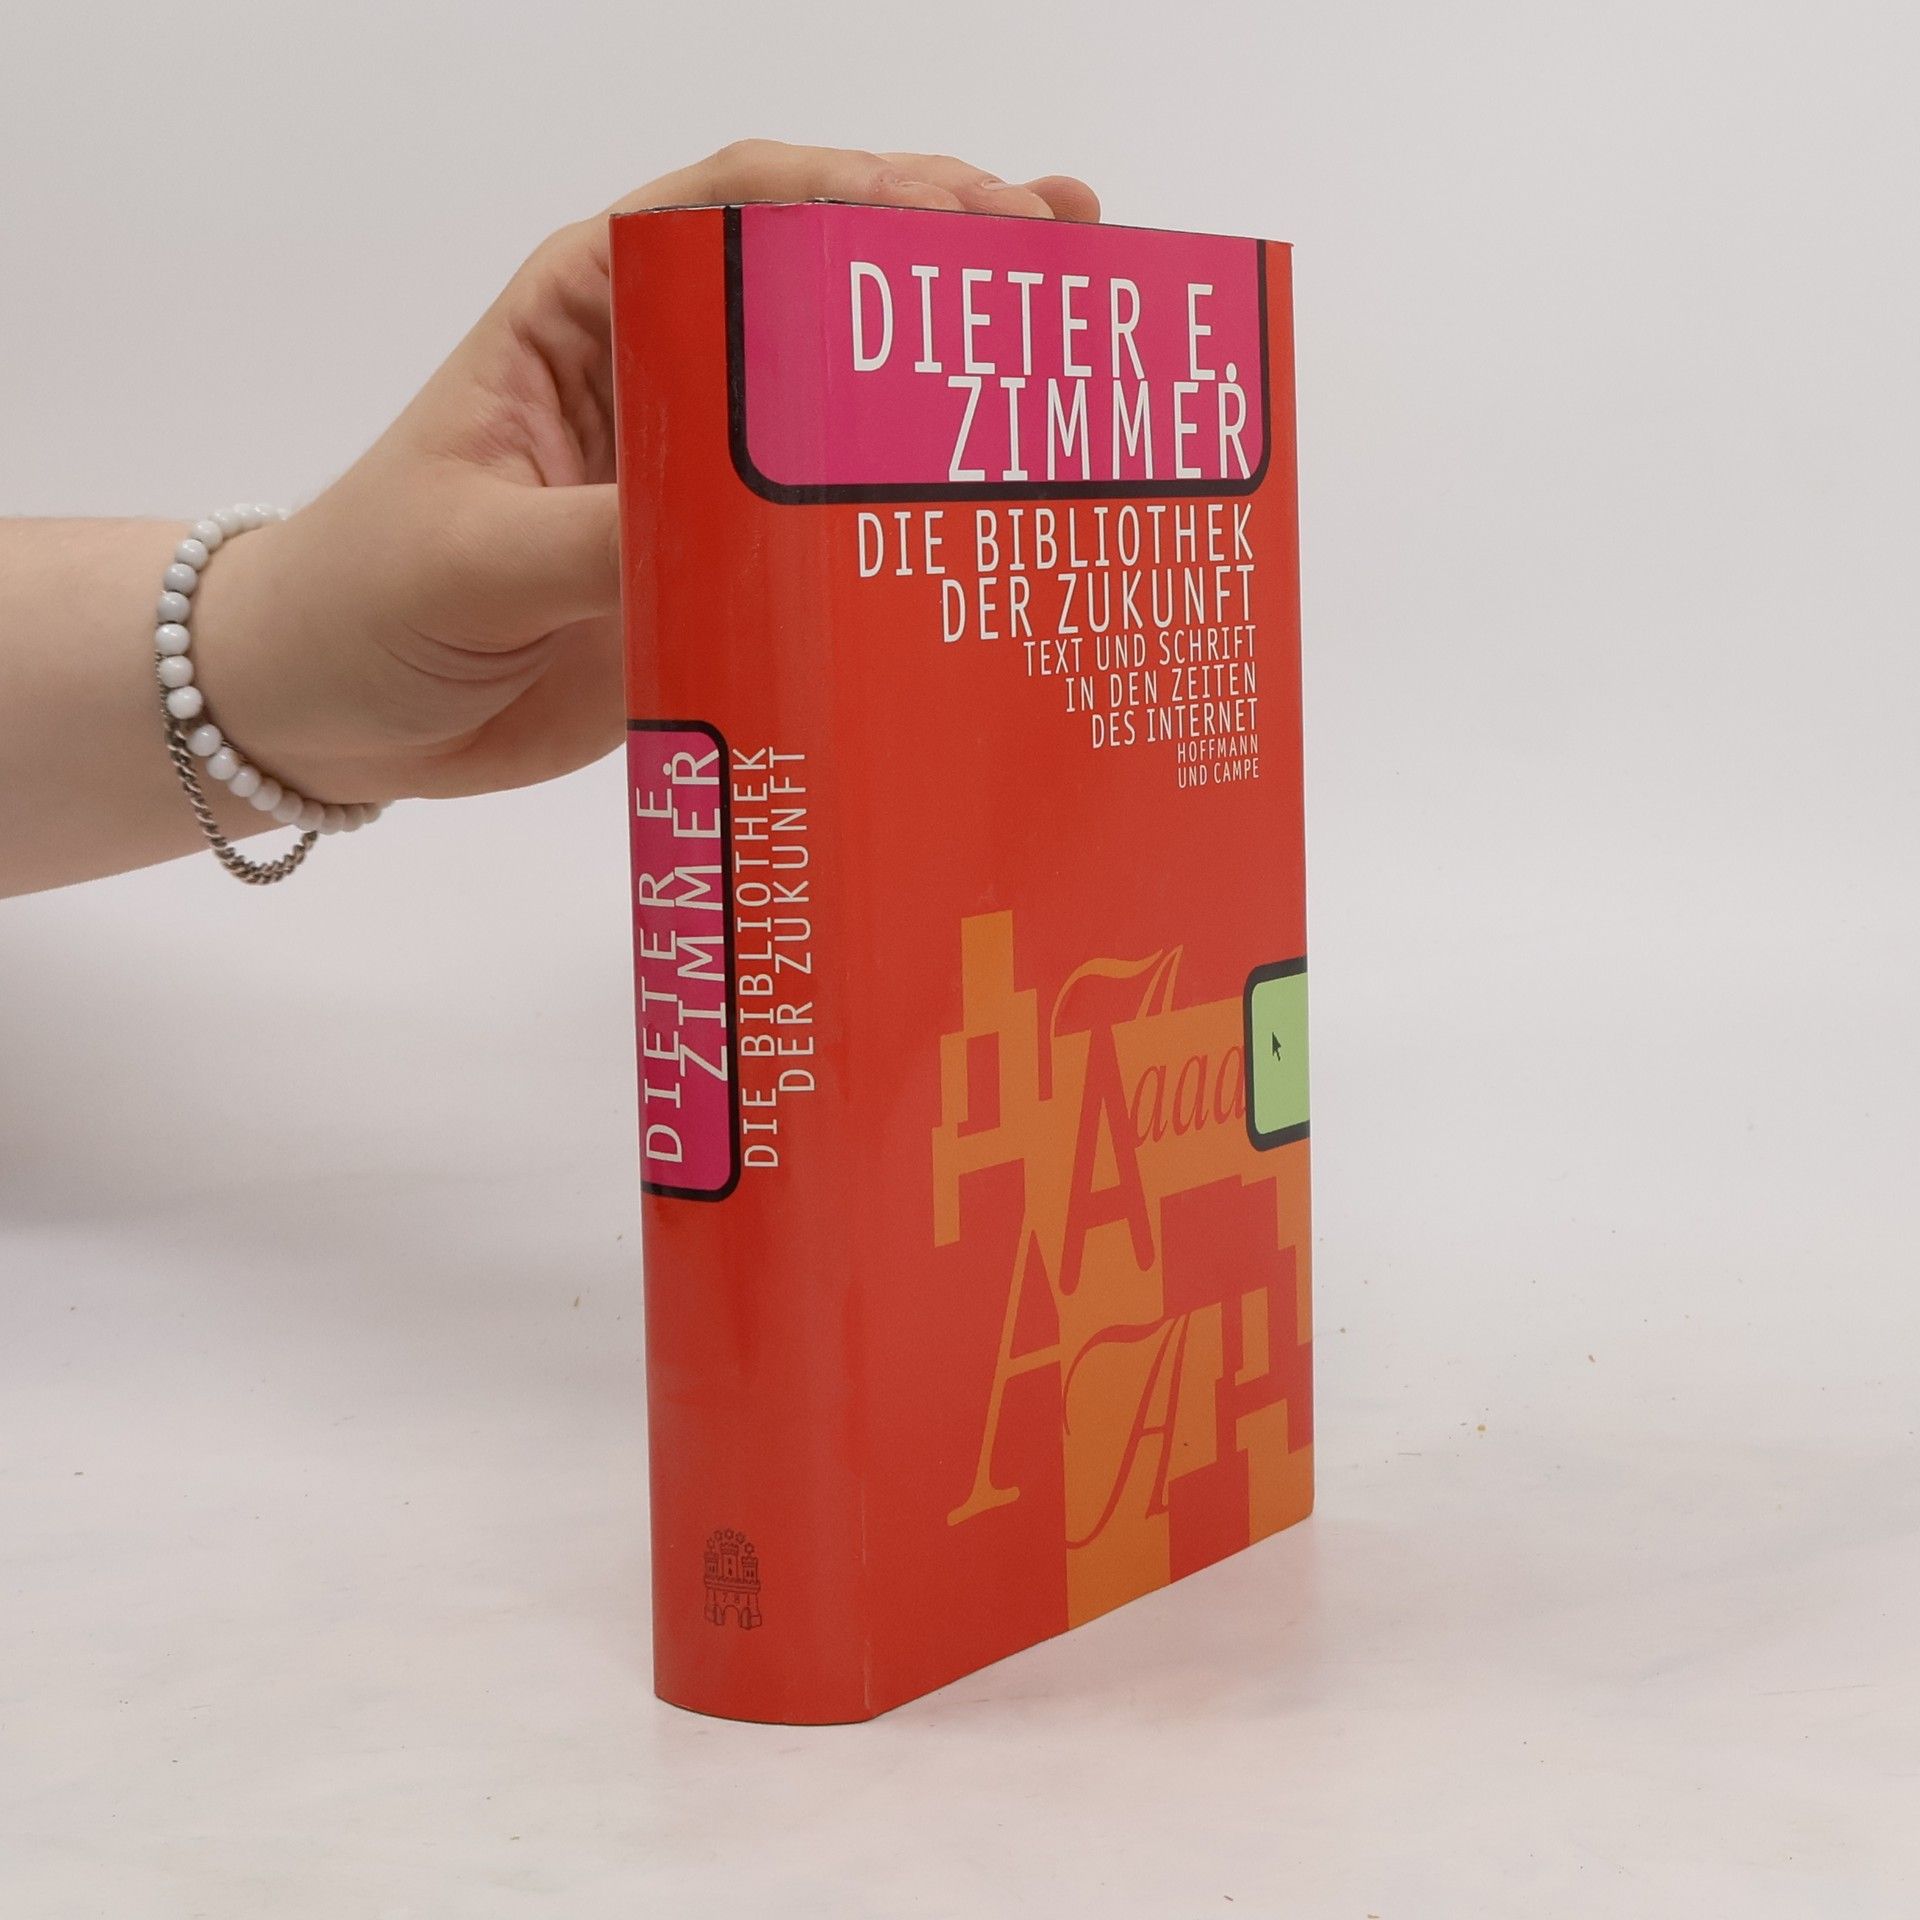 DIETER E.
ZIMMER
DIE BIBLIOTHEK
DER ZUKUNFT
TEXT UND SCHRIFT
IN DEN ZEITEN
DES INTERNET
HOFFMANN
UND CAMPE
A
A aaa
A
A
DIETER E.
ZIMMER
DIE BIBLIOTHEK
DER ZUKUNFT